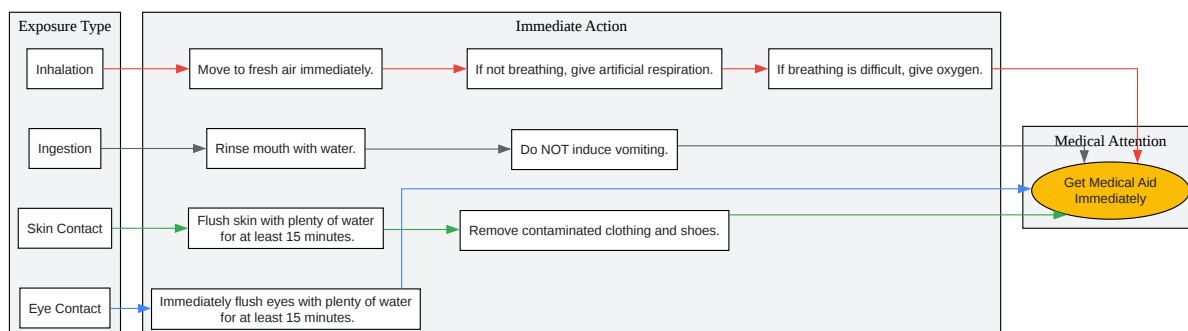 Exposure Type
Immediate Action
Inhalation
Move to fresh air immediately.
If not breathing, give artificial respiration.
If breathing is difficult, give oxygen.
Ingestion
Rinse mouth with water.
Do NOT induce vomiting.
Medical Attention
Get Medical Aid
Immediately
Skin Contact
Flush skin with plenty of water
for at least 15 minutes.
Remove contaminated clothing and shoes.
Eye Contact
Immediately flush eyes with plenty of water
for at least 15 minutes.